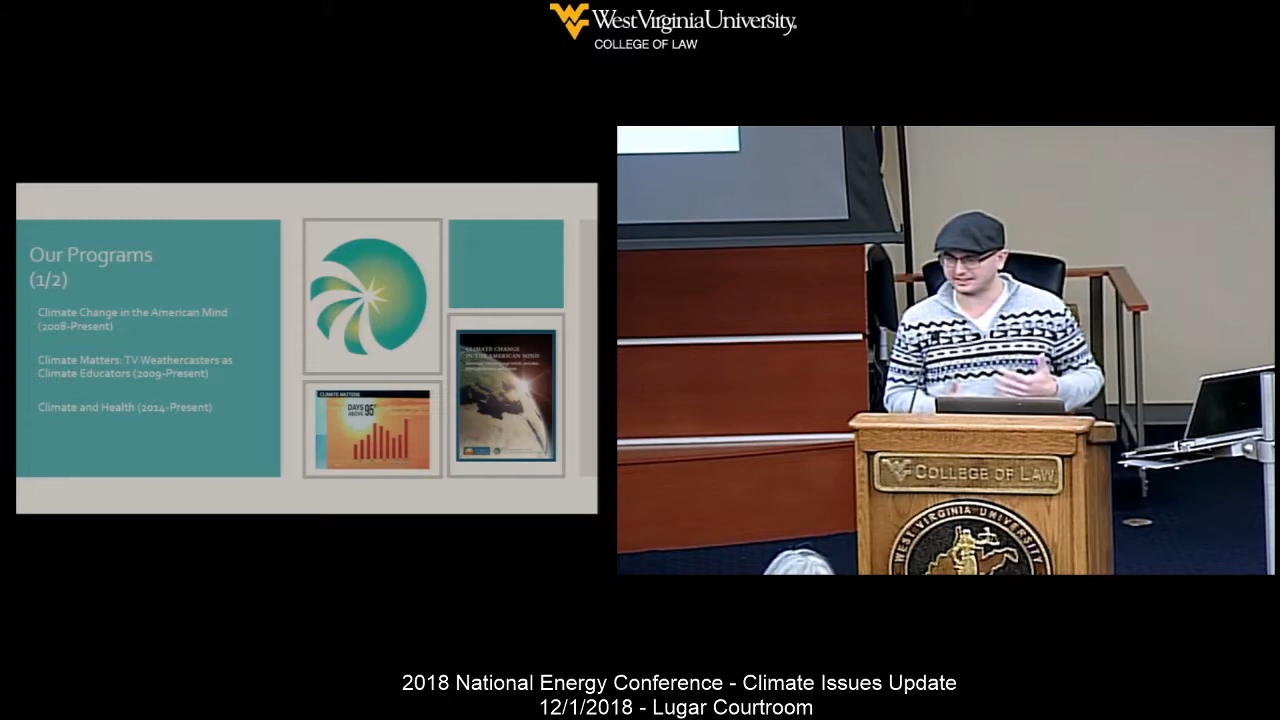 West Virginia University.
COLLEGE OF LAW
Our Programs
(1/2)
Climate Change in the American Mind
(2008-Present)
Climate Matters: TV Weathercasters as
Climate Educators (2009-Present)
Climate and Health (2014-Present)
CLIMATE MATTERS
DAYS
ABOVE 95°
CLIMATE CHANGE
IN THE AMERICAN MIND
COLLEGE OF LAW
WEST VIRGINIA UNIVERSITY
2018 National Energy Conference - Climate Issues Update
12/1/2018 - Lugar Courtroom